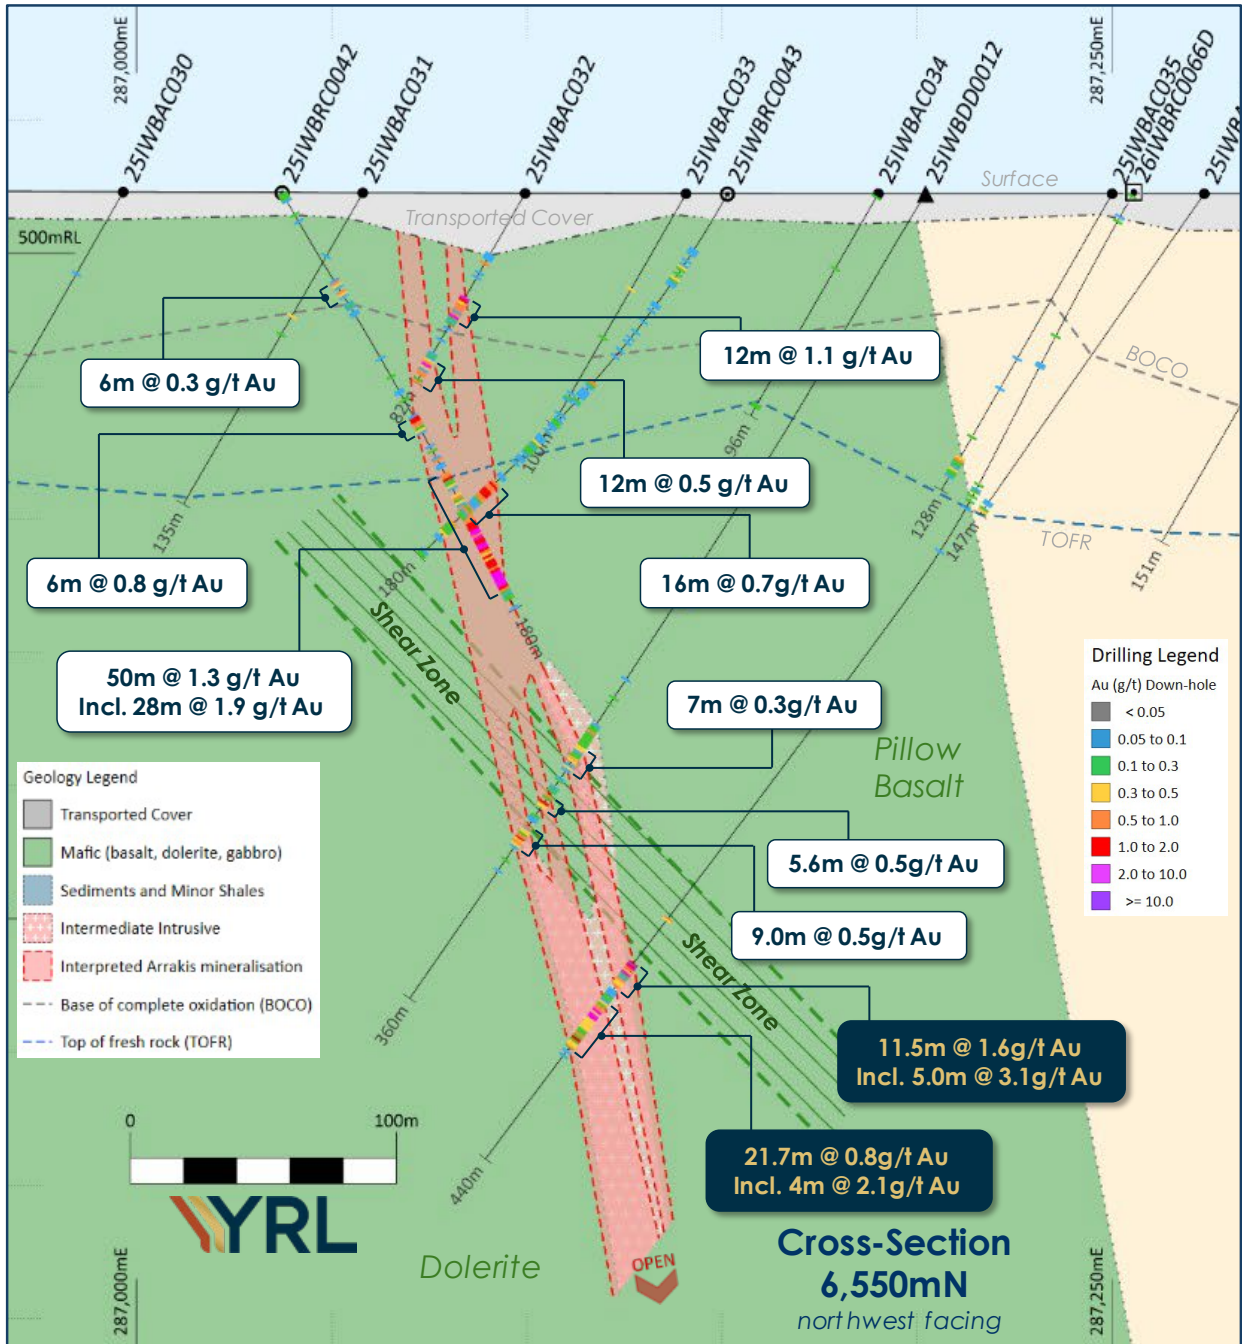 287,000mE
25IWBAC030
25IWBRC0042
25IWBAC031
25IWBAC032
25IWBAC033
25IWBRC0043
25IWBAC034
25IWBDD0012
287,250mE
25IWBAC035
26IWBRC0066D
Surface
Transported Cover
500mRL
12m @ 1.1 g/t Au
6m @ 0.3 g/t Au
BOCO
82m
96m
12m @ 0.5 g/t Au
128m
147m
135m
TOFR
151m
6m @ 0.8 g/t Au
16m @ 0.7g/t Au
180m
180m
Shear Zone
50m @ 1.3 g/t Au
Incl. 28m @ 1.9 g/t Au
7m @ 0.3g/t Au
Drilling Legend
Au (g/t) Down-hole
< 0.05
0.05 to 0.1
0.1 to 0.3
0.3 to 0.5
0.5 to 1.0
1.0 to 2.0
2.0 to 10.0
>= 10.0
Pillow
Basalt
Geology Legend
Transported Cover
Mafic (basalt, dolerite, gabbro)
Sediments and Minor Shales
Intermediate Intrusive
Interpreted Arrakis mineralisation
Base of complete oxidation (BOCO)
Top of fresh rock (TOFR)
5.6m @ 0.5g/t Au
9.0m @ 0.5g/t Au
Shear Zone
360m
11.5m @ 1.6g/t Au
Incl. 5.0m @ 3.1g/t Au
0
100m
440m
21.7m @ 0.8g/t Au
Incl. 4m @ 2.1g/t Au
YRL
Dolerite
OPEN
Cross-Section
6,550mN
northwest facing
287,000mE
287,250mE